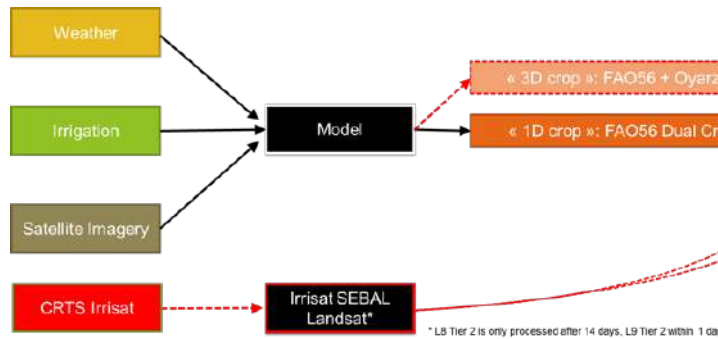 Weather
« 3D crop »: FAO56 + Oyarz
Irrigation
Model
« 1D crop »: FAO56 Dual Cr
Satellite Imagery
CRTS Irrisat
Irrisat SEBAL
Landsat*
* L8 Tier 2 is only processed after 14 days, L9 Tier 2 within 1 da